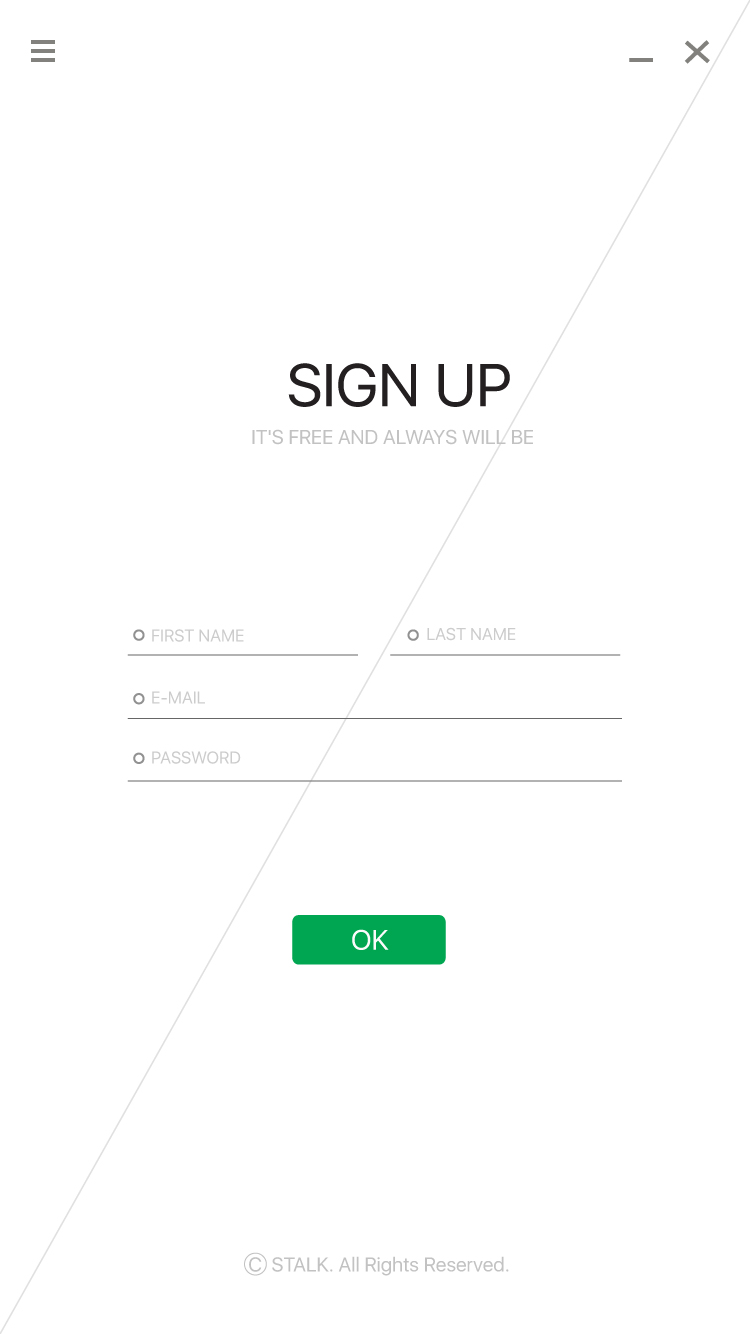 SIGN UP
IT'S FREE AND ALWAYS WILL BE
FIRST NAME
LAST NAME
E-MAIL
PASSWORD
OK
Ⓒ STALK. All Rights Reserved.